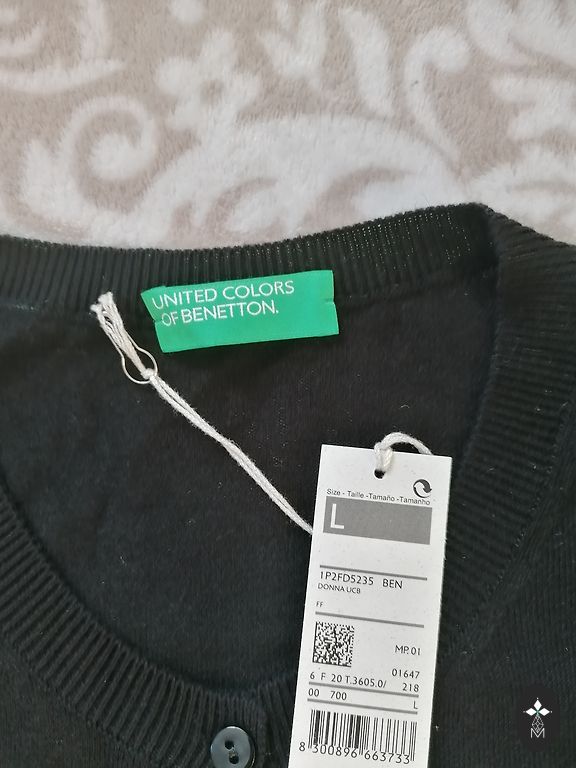 UNITED COLORS
OF BENETTON.
Size - Taille -Tamaño -Tamanho
L
1P2FD5235 BEN
DONNA UCB
FF
MP. 01
01647
6 F 20 T.3605.0/ 218
00 700 L
8 300896 663733
M